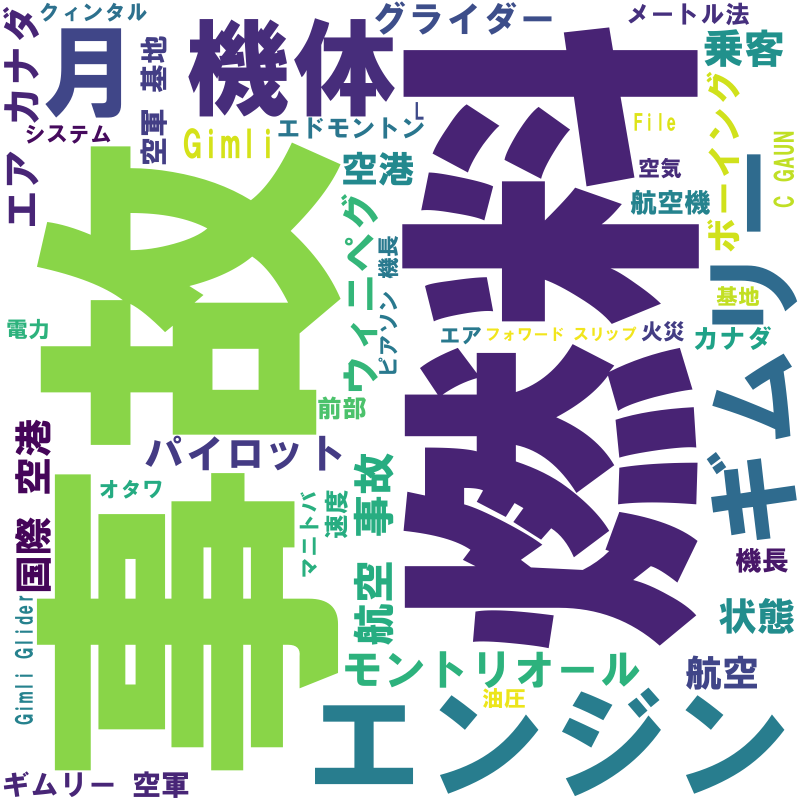 クィンタル
グライダー
メートル法
エア カナダ
月
機体
燃料
乗客
空軍 基地
システム
Gimli
エドモントン
L
File
C GAUN
空港
空気
航空機
ボーイング
事故
ウィニペグ
ピアソン 機長
ギムリー
基地
電力
エア
フォワード スリップ
火災
カナダ
前部
国際 空港
パイロット
オタワ
マニトバ
速度
航空 事故
機長
Gimli Glider
状態
モントリオール
油圧
航空
エンジン
ギムリー 空軍